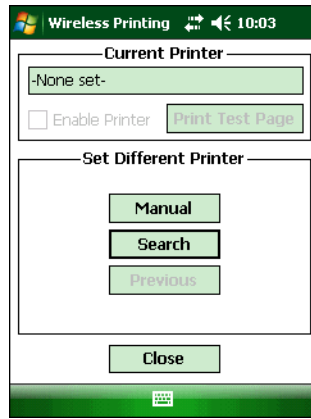 Wireless Printing 10:03
Current Printer
-None set-
Enable Printer Print Test Page
Set Different Printer
Manual
Search
Previous
Close